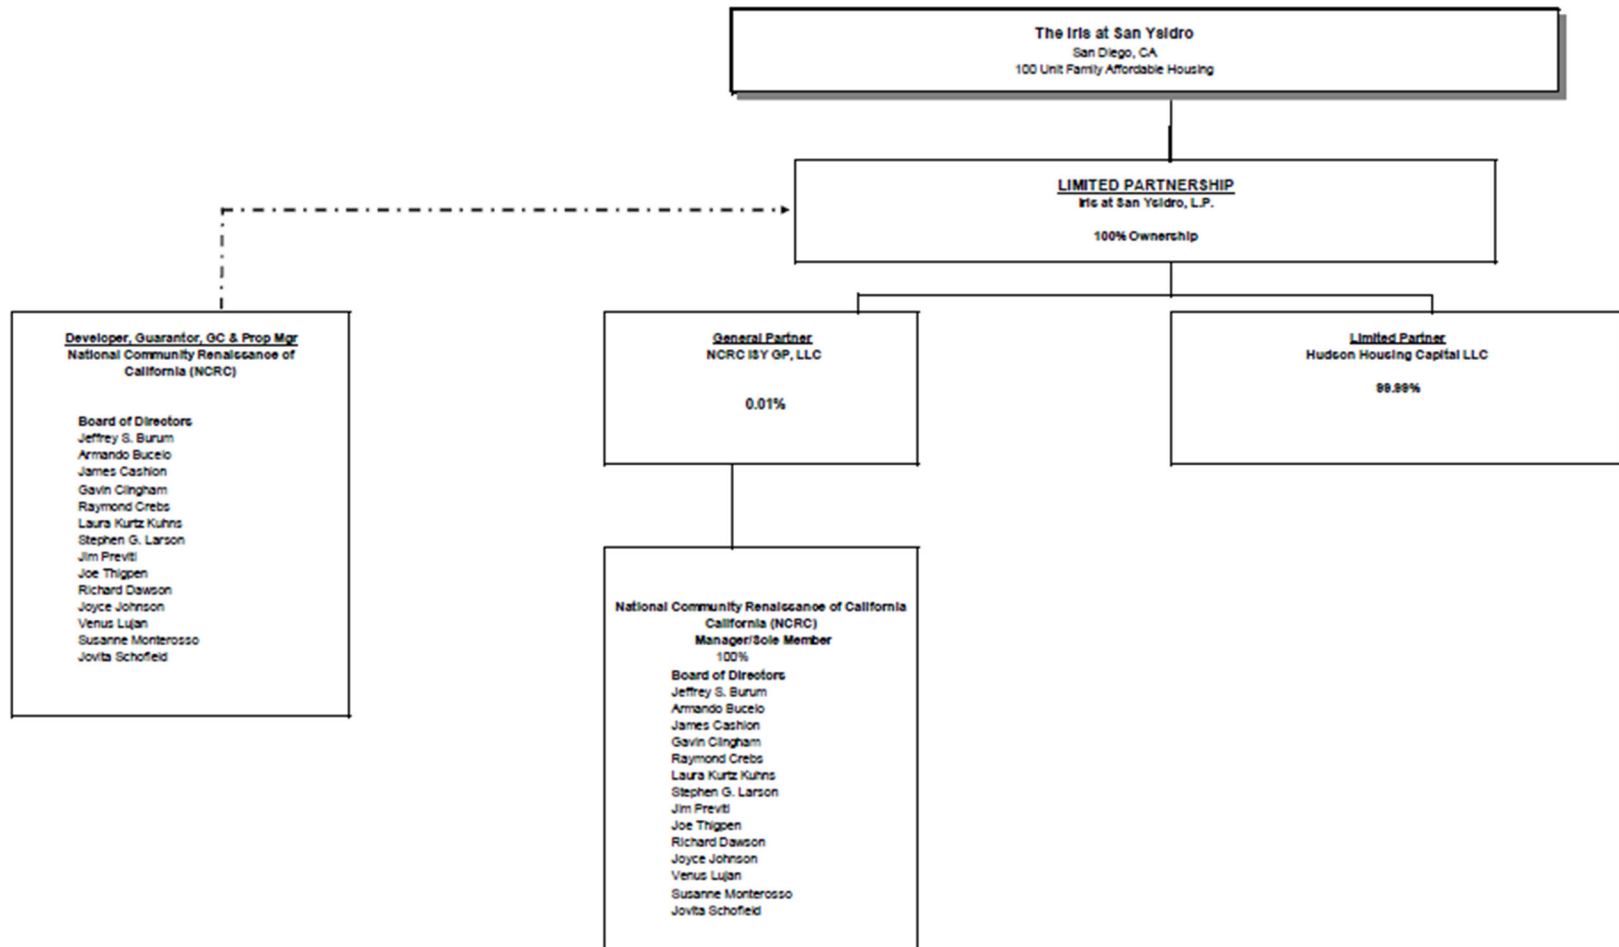 The Iris at San Ysidro
San Diego, CA
100 Unit Family Affordable Housing
LIMITED PARTNERSHIP
Iris at San Ysidro, L.P.
100% Ownership
Developer, Guarantor, GC & Prop Mgr
National Community Renaissance of
California (NCRC)
Board of Directors
Jeffrey S. Burum
Armando Bucelo
James Cashion
Gavin Clingham
Raymond Crebs
Laura Kurtz Kuhns
Stephen G. Larson
Jim Previti
Joe Thigpen
Richard Dawson
Joyce Johnson
Venus Lujan
Susanne Monterosso
Jovita Schofield
General Partner
NCRC ISY GP, LLC
0.01%
Limited Partner
Hudson Housing Capital LLC
99.99%
National Community Renaissance of California
California (NCRC)
Manager/Sole Member
100%
Board of Directors
Jeffrey S. Burum
Armando Bucelo
James Cashion
Gavin Clingham
Raymond Crebs
Laura Kurtz Kuhns
Stephen G. Larson
Jim Previti
Joe Thigpen
Richard Dawson
Joyce Johnson
Venus Lujan
Susanne Monterosso
Jovita Schofield